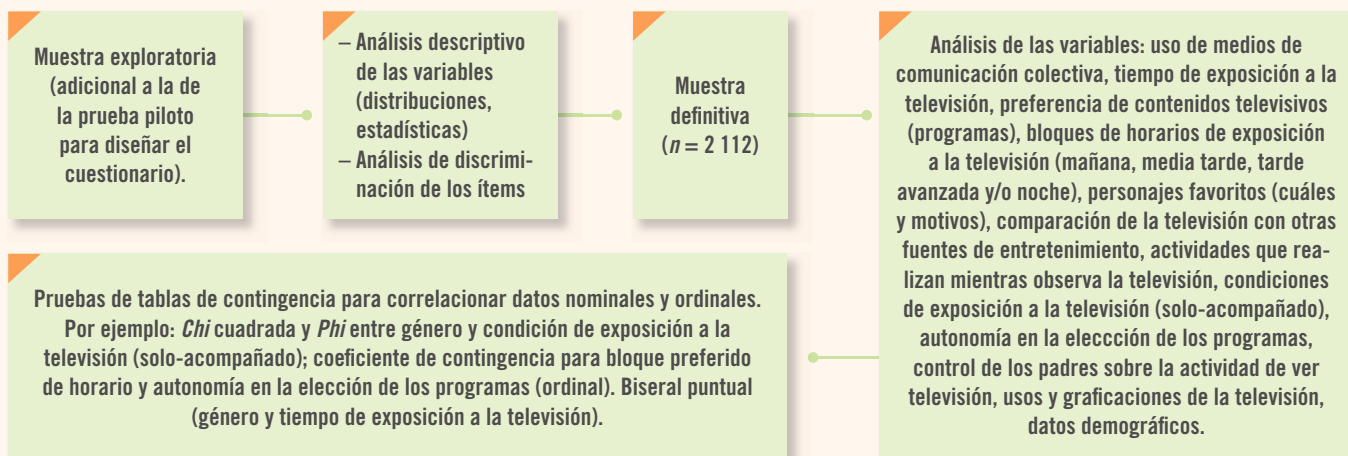 Muestra exploratoria
(adicional a la de
la prueba piloto
para diseñar el
cuestionario).
– Análisis descriptivo
de las variables
(distribuciones,
estadísticas)
– Análisis de discrimi-
nación de los ítems
Muestra
definitiva
(n = 2 112)
Análisis de las variables: uso de medios de
comunicación colectiva, tiempo de exposición a la
televisión, preferencia de contenidos televisivos
(programas), bloques de horarios de exposición
a la televisión (mañana, media tarde, tarde
avanzada y/o noche), personajes favoritos (cuáles
y motivos), comparación de la televisión con otras
fuentes de entretenimiento, actividades que rea-
lizan mientras observa la televisión, condiciones
de exposición a la televisión (solo-acompañado),
autonomía en la eleccción de los programas,
control de los padres sobre la actividad de ver
televisión, usos y graficaciones de la televisión,
datos demográficos.
Pruebas de tablas de contingencia para correlacionar datos nominales y ordinales.
Por ejemplo: Chi cuadrada y Phi entre género y condición de exposición a la
televisión (solo-acompañado); coeficiente de contingencia para bloque preferido
de horario y autonomía en la elección de los programas (ordinal). Biseral puntual
(género y tiempo de exposición a la televisión).